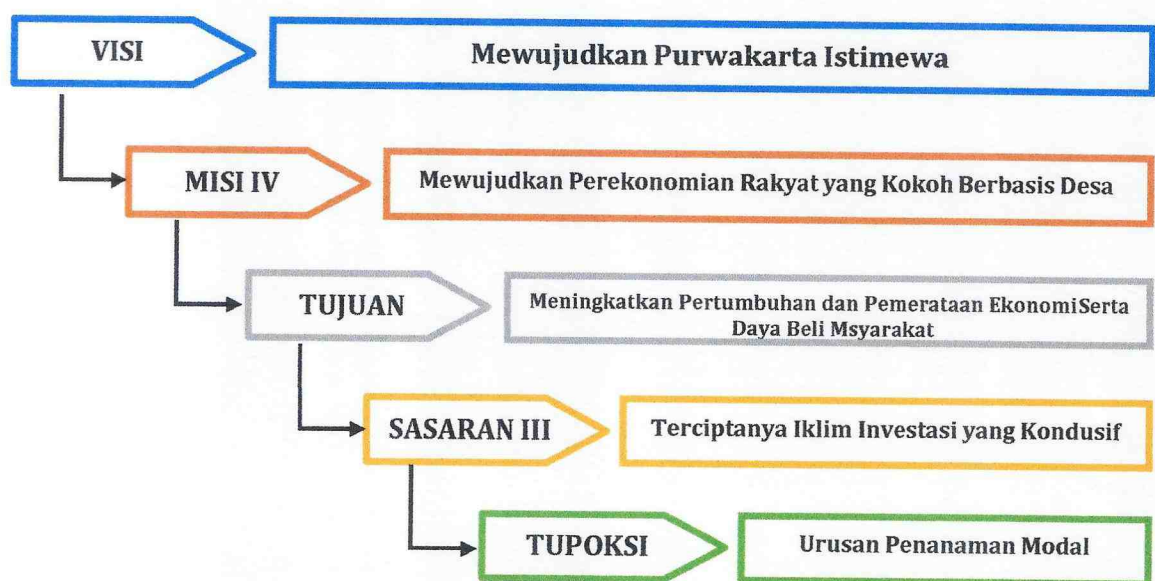 VISI
Mewujudkan Purwakarta Istimewa
MISI IV
Mewujudkan Perekonomian Rakyat yang Kokoh Berbasis Desa
TUJUAN
Meningkatkan Pertumbuhan dan Pemerataan EkonomiSerta
Daya Beli Msyarakat
SASARAN III
Terciptanya Iklim Investasi yang Kondusif
TUPOKSI
Urusan Penanaman Modal